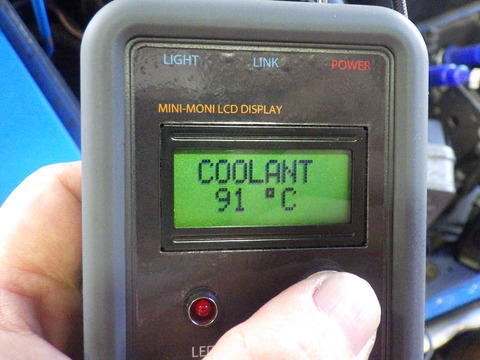 LIGHT LINK POWER
MINI-MONI LCD DISPLAY
COOLANT
91 °C